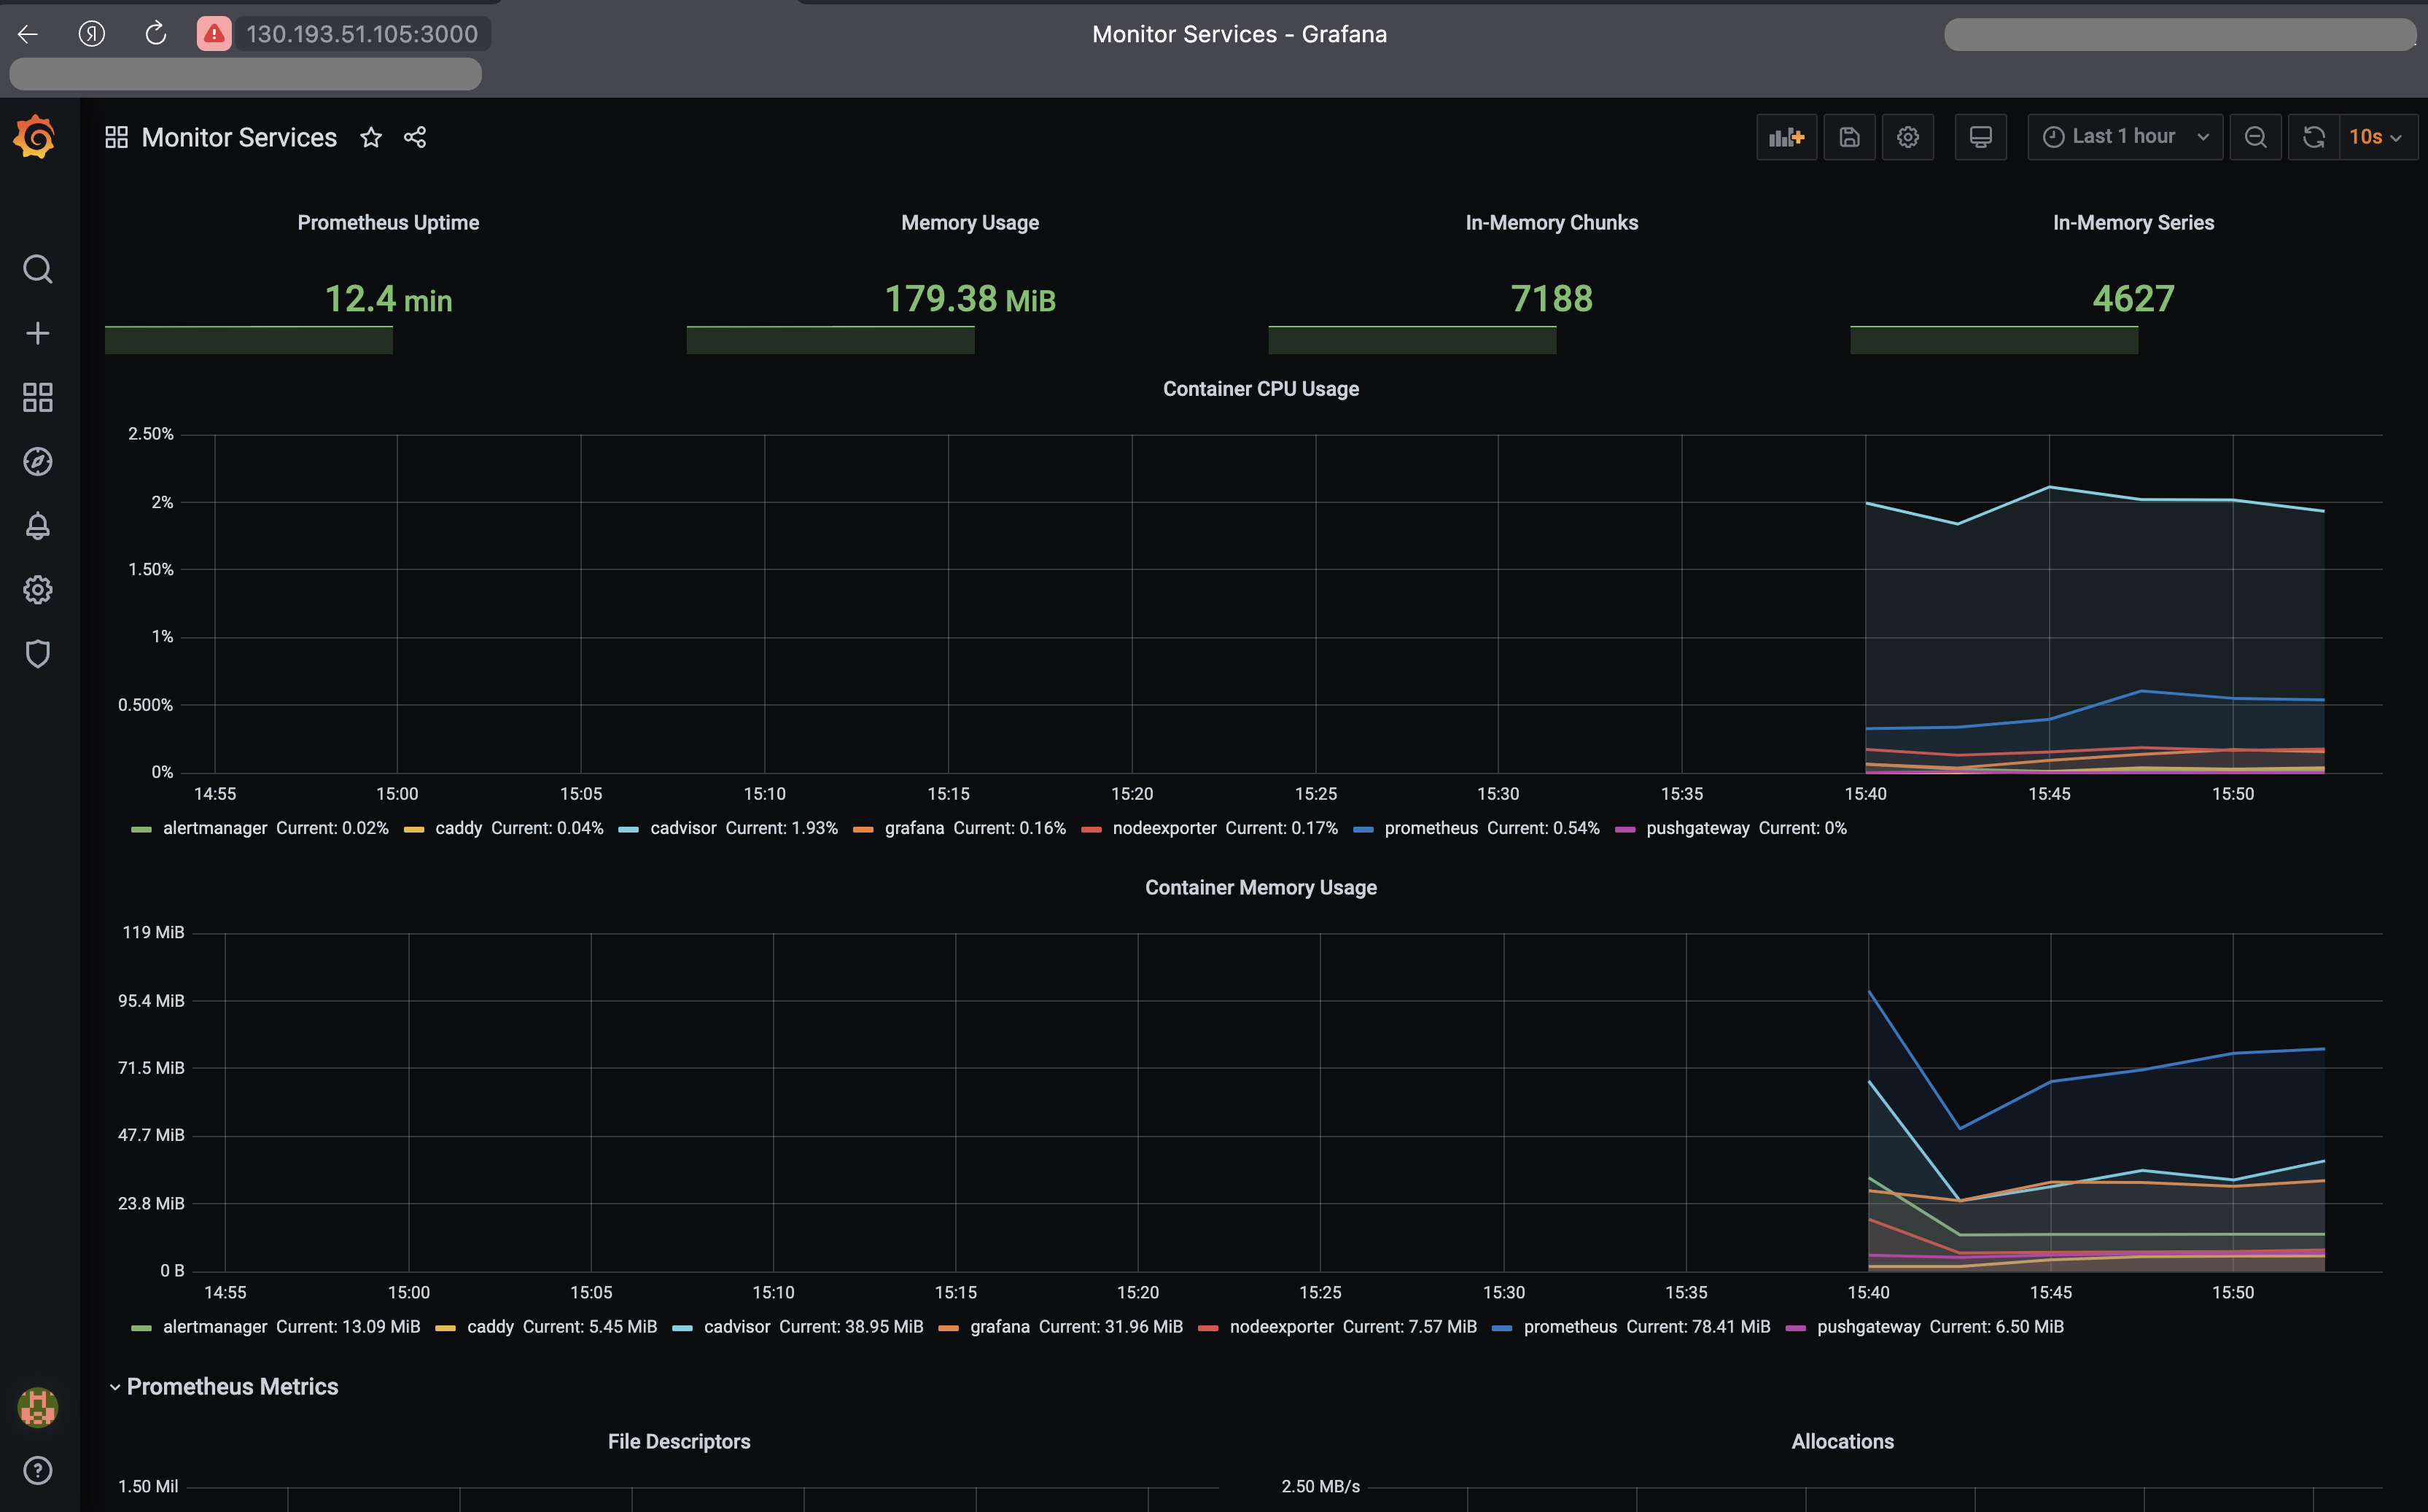 Я 130.193.51.105:3000 Monitor Services - Grafana
Monitor Services Last 1 hour 10s
Prometheus Uptime Memory Usage In-Memory Chunks In-Memory Series
12.4 min 179.38 MiB 7188 4627
Container CPU Usage
2.50%
2%
1.50%
1%
0.500%
0%
14:55 15:00 15:05 15:10 15:15 15:20 15:25 15:30 15:35 15:40 15:45 15:50
alertmanager Current: 0.02% caddy Current: 0.04% cadvisor Current: 1.93% grafana Current: 0.16% nodeexporter Current: 0.17% prometheus Current: 0.54% pushgateway Current: 0%
Container Memory Usage
119 MiB
95.4 MiB
71.5 MiB
47.7 MiB
23.8 MiB
0 B
14:55 15:00 15:05 15:10 15:15 15:20 15:25 15:30 15:35 15:40 15:45 15:50
alertmanager Current: 13.09 MiB caddy Current: 5.45 MiB cadvisor Current: 38.95 MiB grafana Current: 31.96 MiB nodeexporter Current: 7.57 MiB prometheus Current: 78.41 MiB pushgateway Current: 6.50 MiB
Prometheus Metrics
File Descriptors Allocations
1.50 Mil 2.50 MB/s